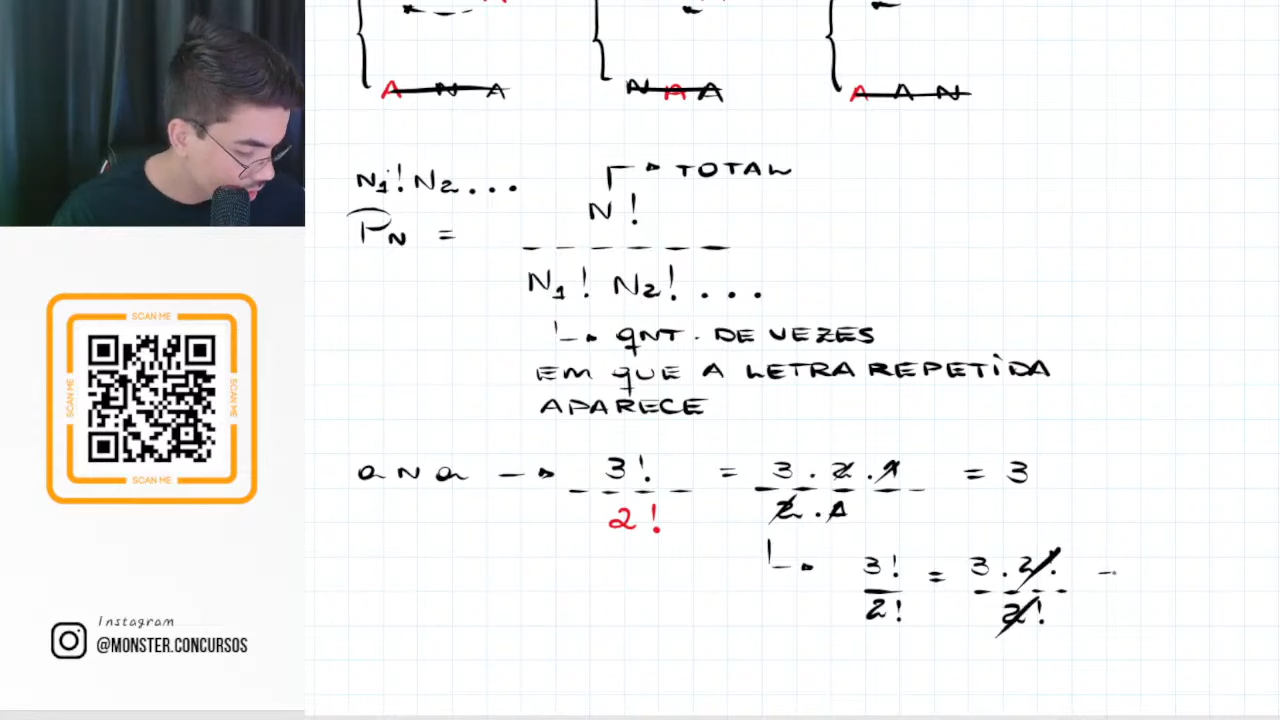 A N A
N A A
A A N
N1! N2...
PN =
N! → TOTAL
N1! N2! ...
↳ QNT. DE VEZES
EM QUE A LETRA REPETIDA
APARECE
ANA → 3! / 2! = 3.2.1 / 2.1 = 3
↳ 3! / 2! = 3.2! / 2! -
SCAN ME
SCAN ME
SCAN ME
SCAN ME
Instagram
@MONSTER.CONCURSOS